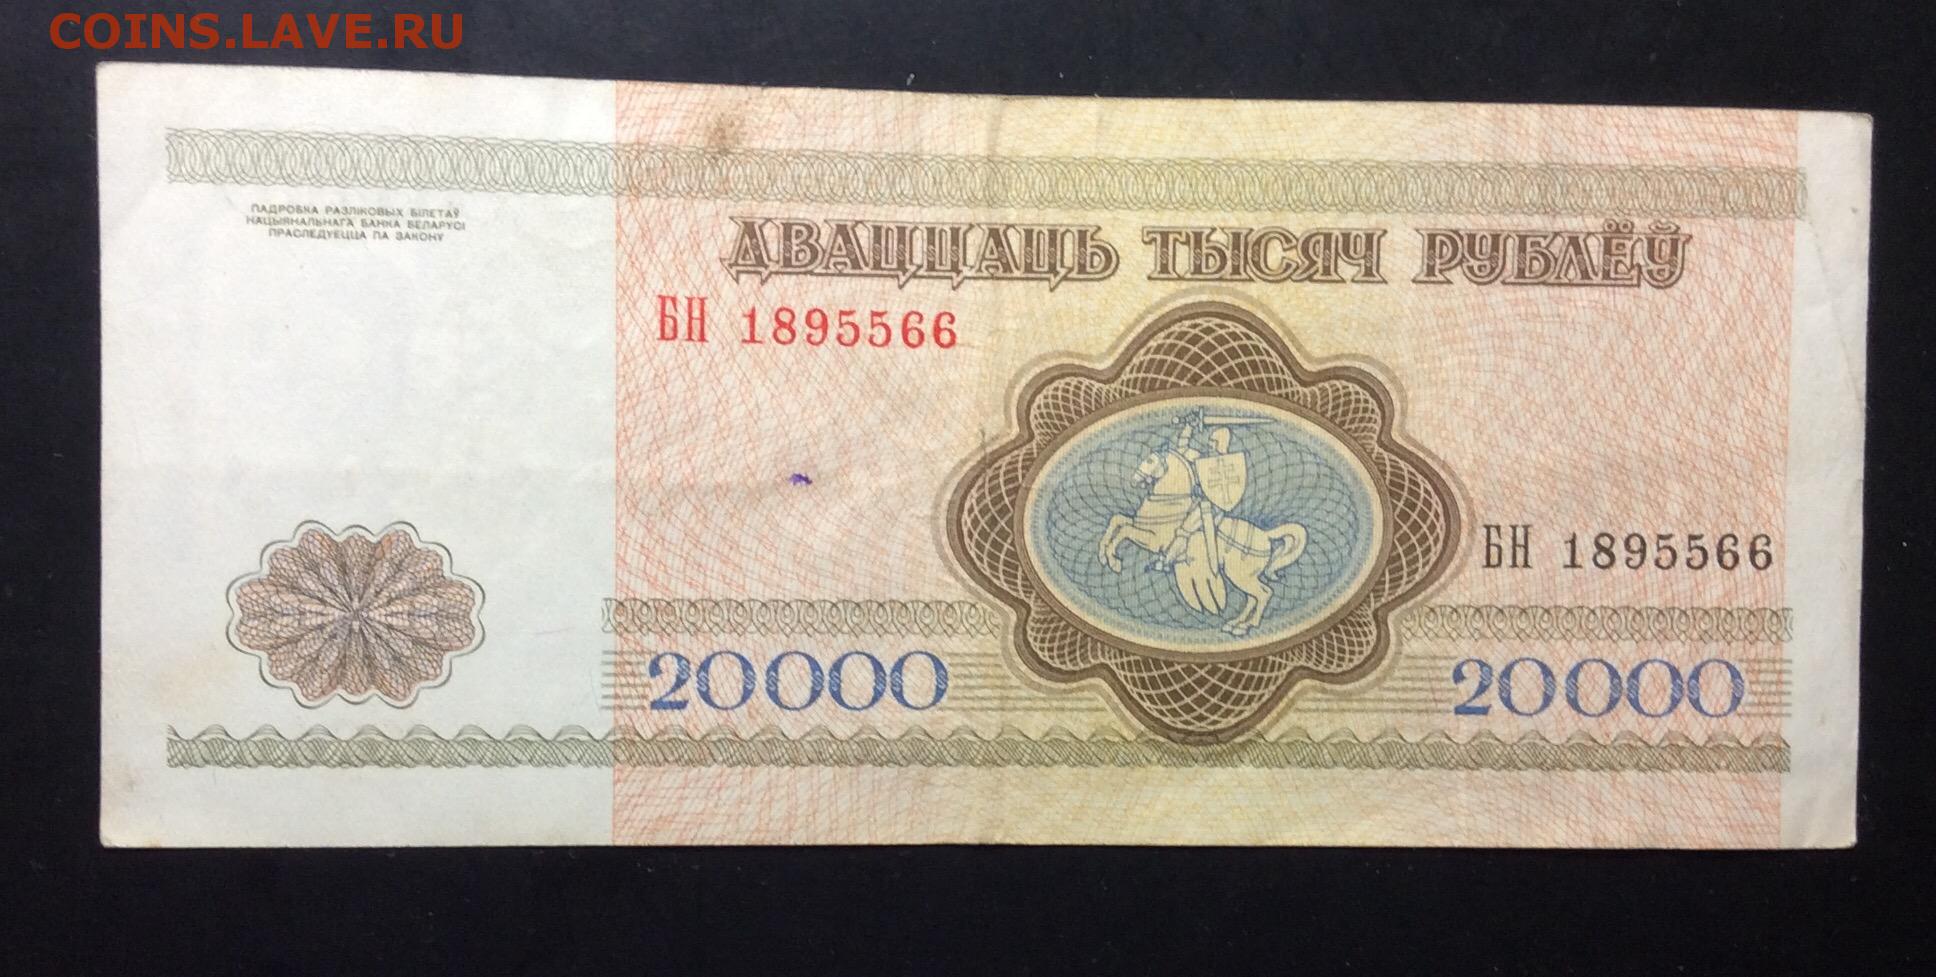 COINS.LAVE.RU
ПАДРОБКА РАЗЛІКОВЫХ БІЛЕТАЎ
НАЦЫЯНАЛЬНАГА БАНКА БЕЛАРУСІ
ПРАСЛЕДУЕЦЦА ПА ЗАКОНУ
ДВАЦЦАЦЬ ТЫСЯЧ РУБЛЁЎ
БН 1895566
БН 1895566
20000
20000